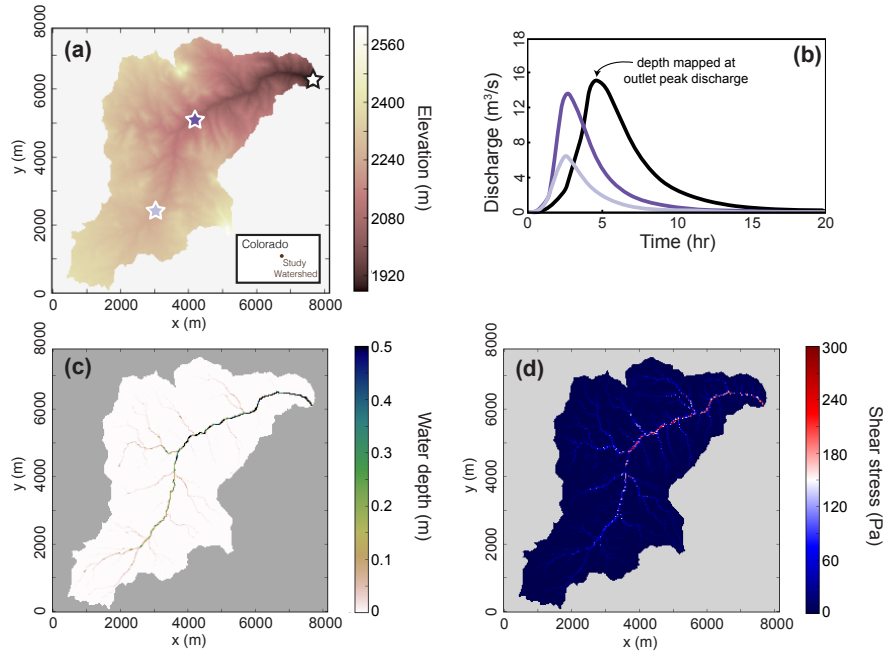 (a)
8000
6000
4000
2000
0
y (m)
0 2000 4000 6000 8000
x (m)
Colorado
Study
Watershed
2560
2400
2240
2080
1920
Elevation (m)
(b)
18
16
12
8
4
0
Discharge (m³/s)
depth mapped at
outlet peak discharge
0 5 10 15 20
Time (hr)
(c)
8000
6000
4000
2000
0
y (m)
0 2000 4000 6000 8000
x (m)
0.5
0.4
0.3
0.2
0.1
0
Water depth (m)
(d)
8000
6000
4000
2000
0
y (m)
0 2000 4000 6000 8000
x (m)
300
240
180
120
60
0
Shear stress (Pa)